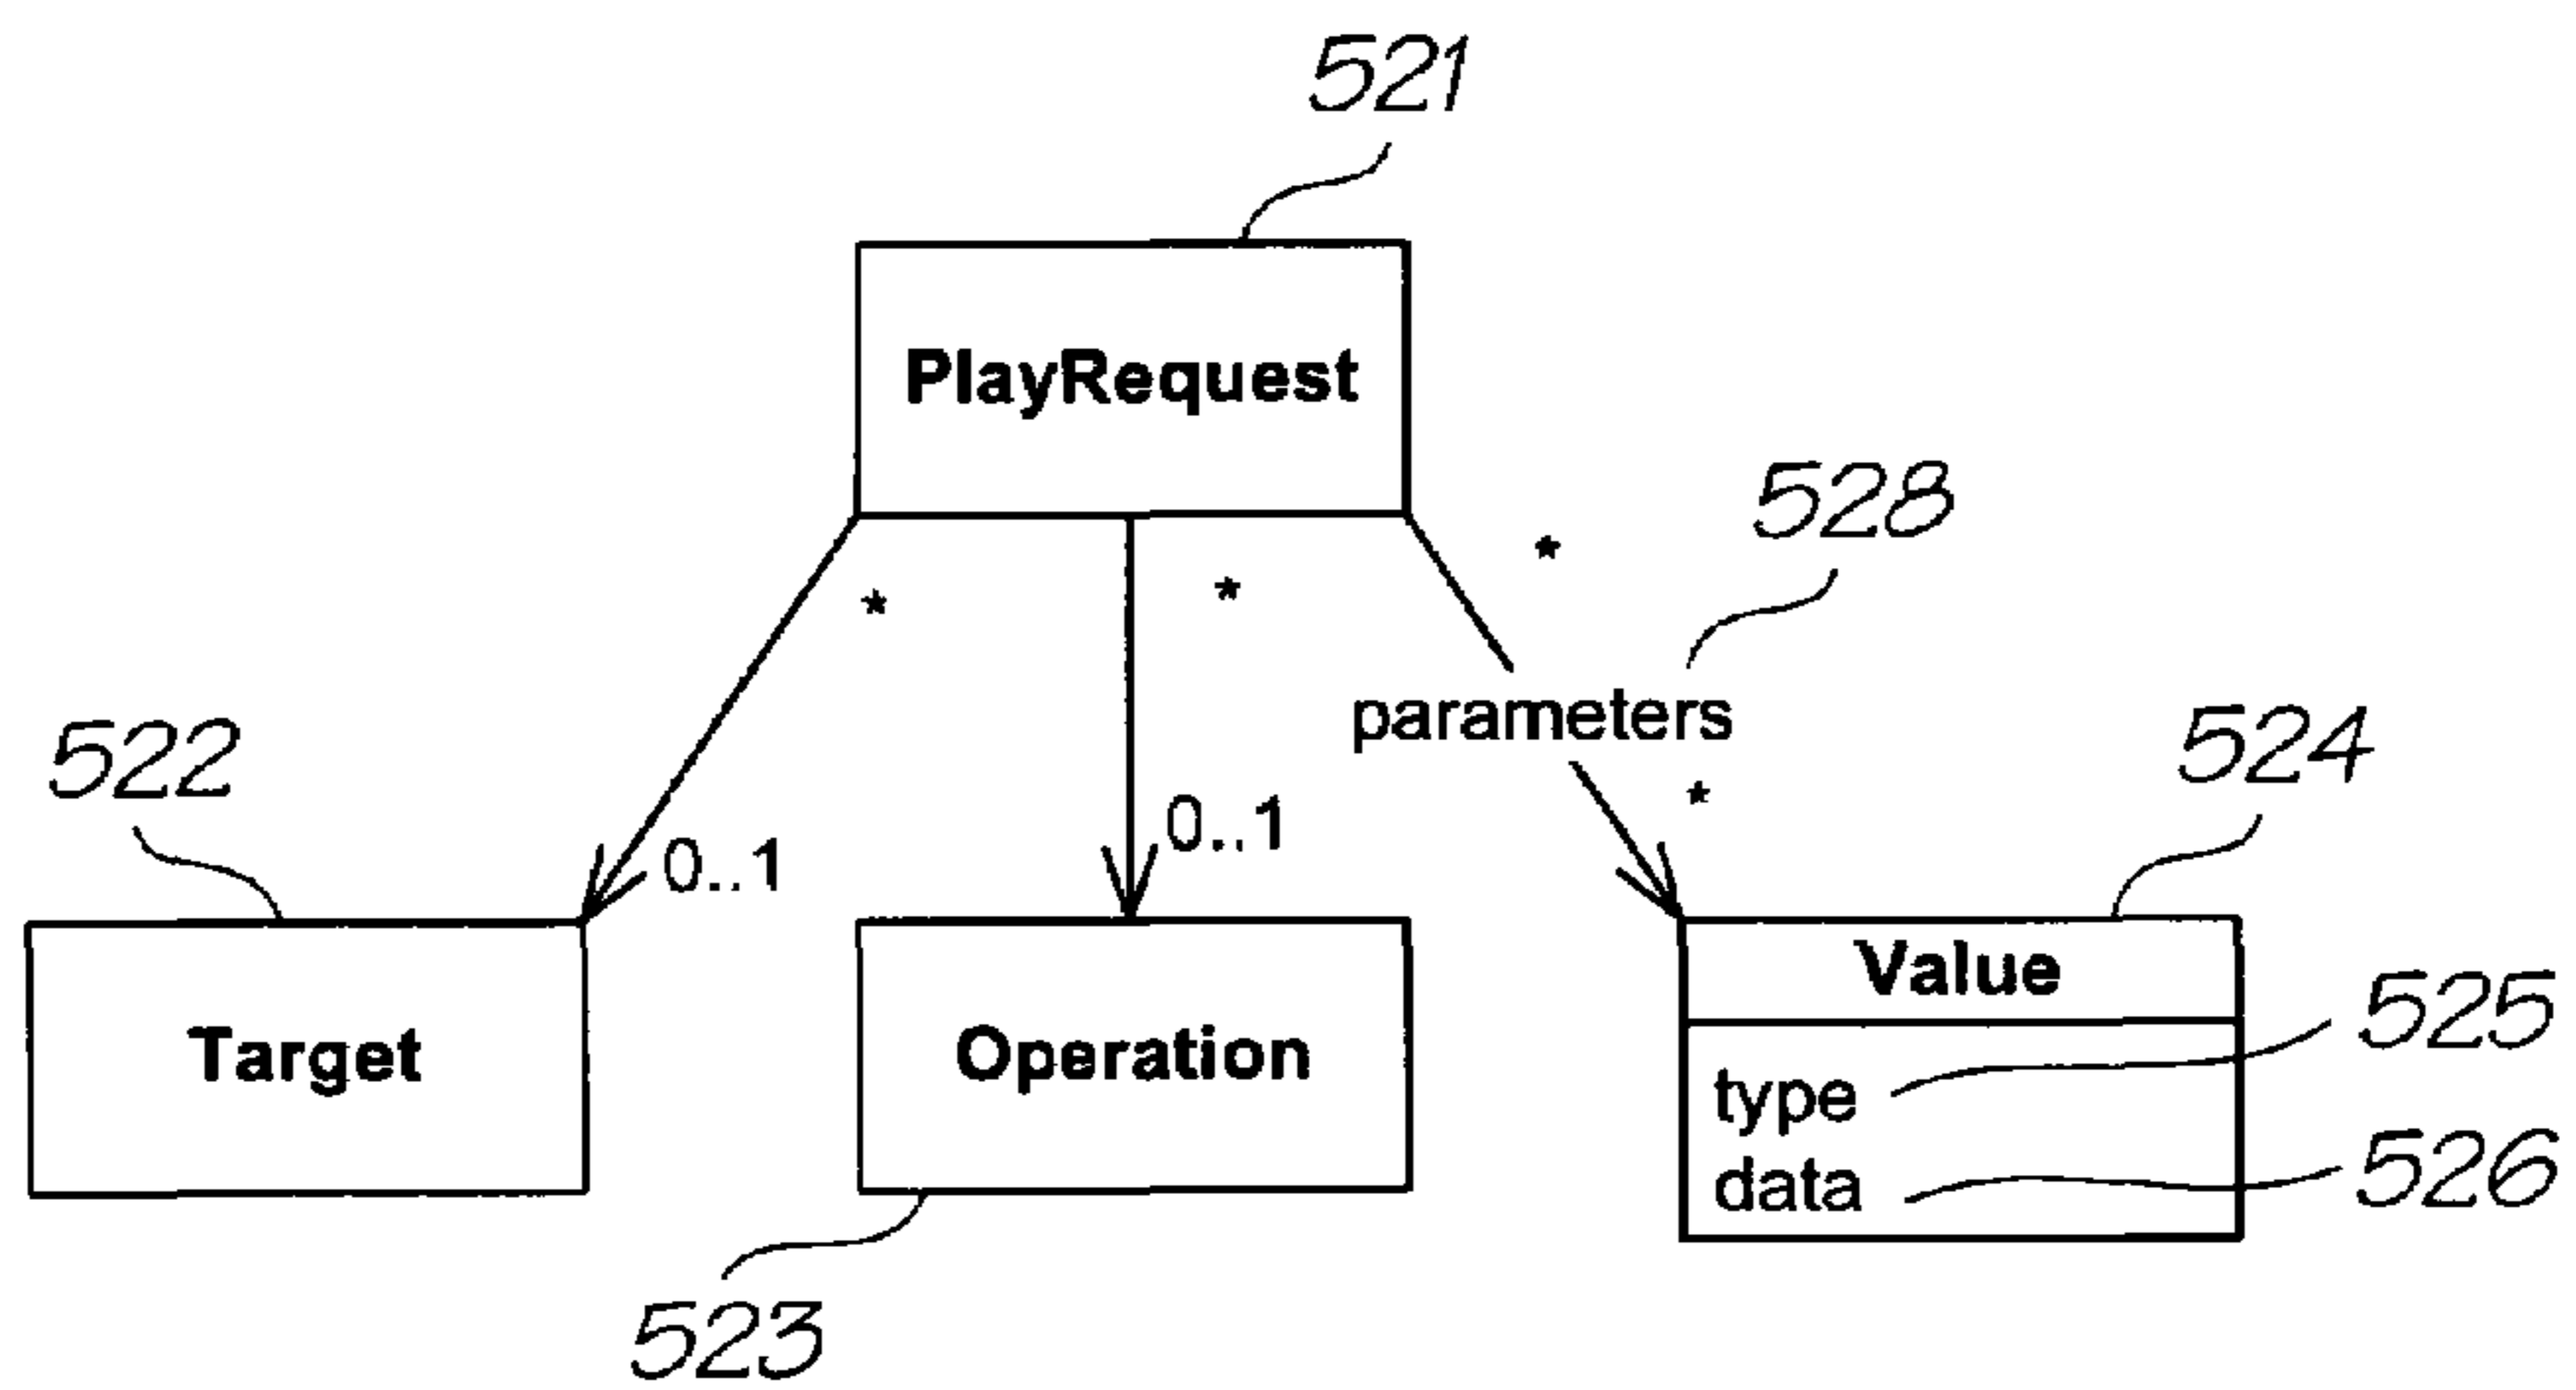 521
PlayRequest
528
*
*
*
parameters
522
524
*
0..1
0..1
Value
525
Target
Operation
type
data
526
523